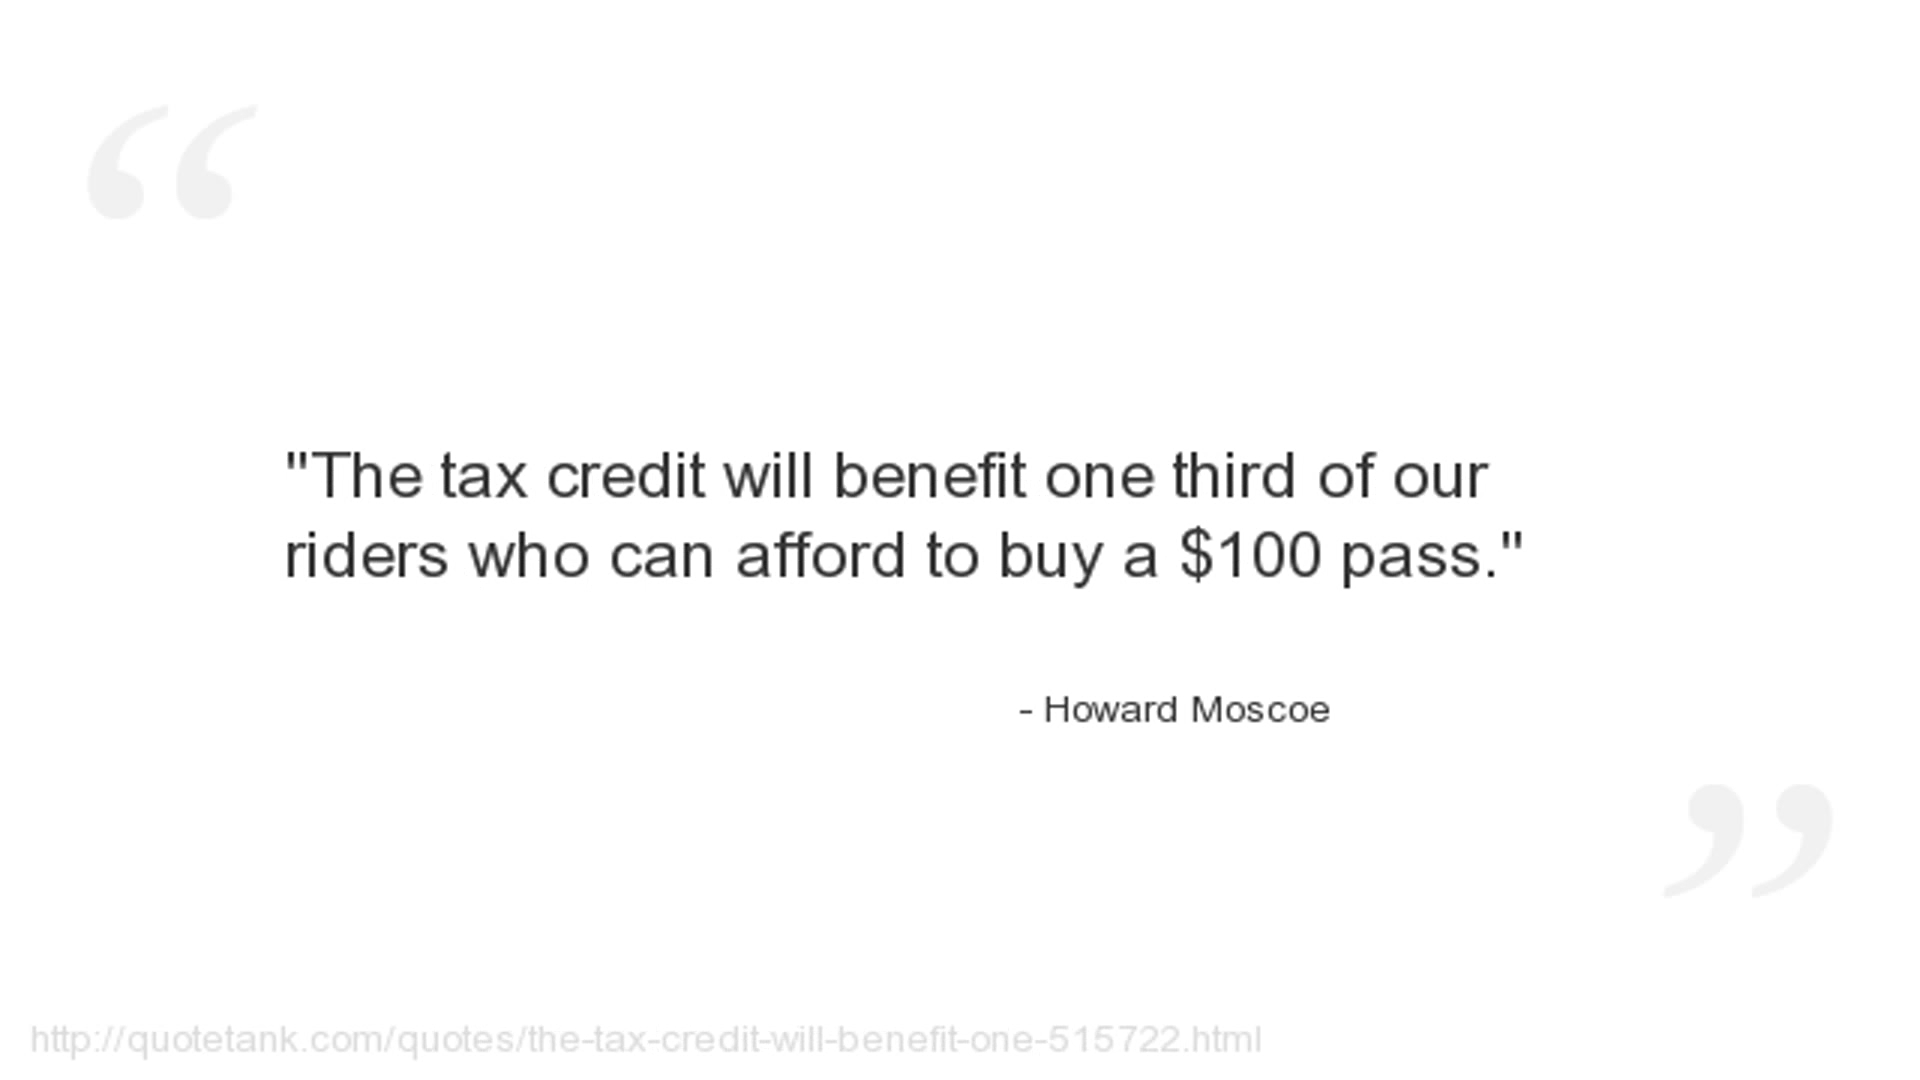 "The tax credit will benefit one third of our
riders who can afford to buy a $100 pass."
- Howard Moscoe
http://quotetank.com/quotes/the-tax-credit-will-benefit-one-515722.html